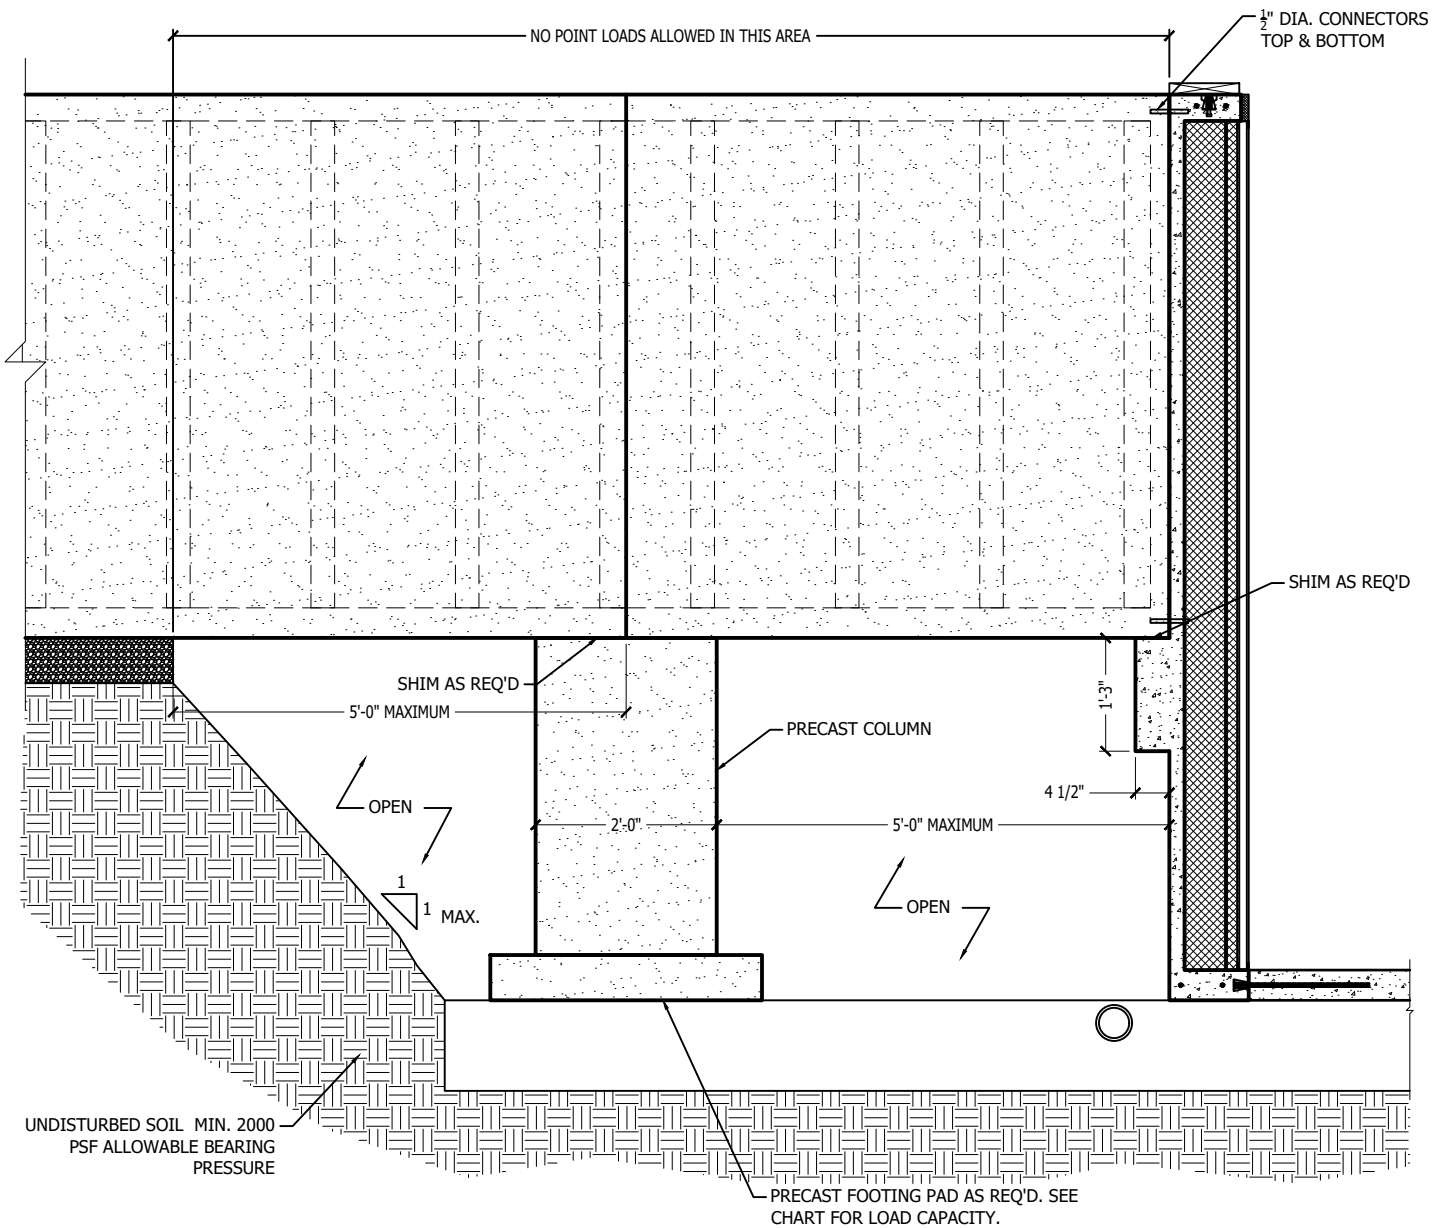 ½" DIA. CONNECTORS
TOP & BOTTOM
NO POINT LOADS ALLOWED IN THIS AREA
SHIM AS REQ'D
SHIM AS REQ'D
5'-0" MAXIMUM
1'-3"
PRECAST COLUMN
4 1/2"
OPEN
2'-0"
5'-0" MAXIMUM
1
1 MAX.
OPEN
UNDISTURBED SOIL MIN. 2000
PSF ALLOWABLE BEARING
PRESSURE
PRECAST FOOTING PAD AS REQ'D. SEE
CHART FOR LOAD CAPACITY.